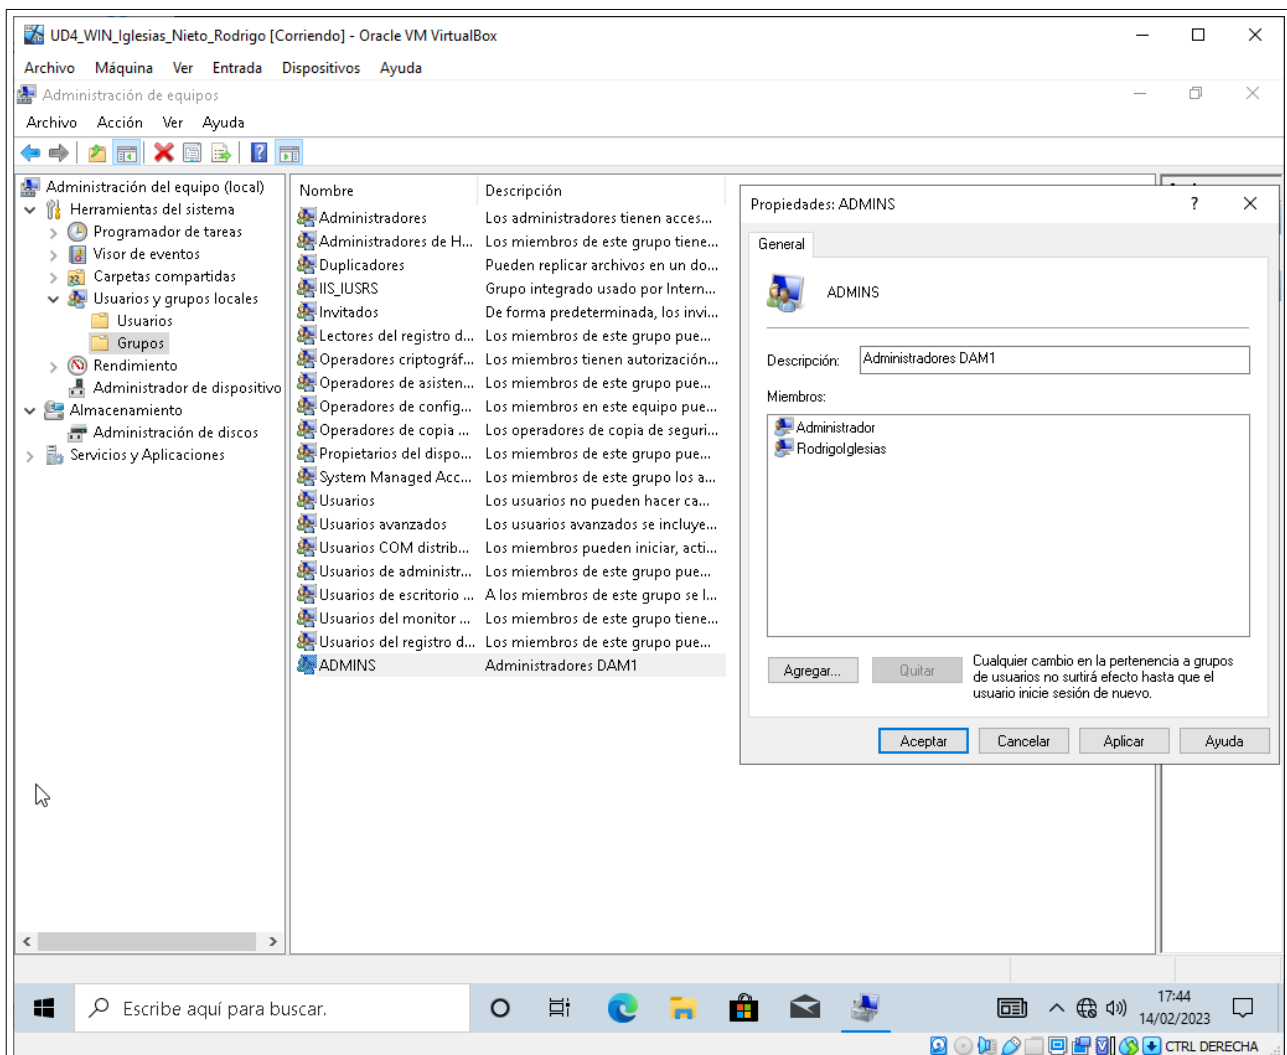 UD4_WIN_Iglesias_Nieto_Rodrigo [Corriendo] - Oracle VM VirtualBox
Archivo Máquina Ver Entrada Dispositivos Ayuda
Administración de equipos
Archivo Acción Ver Ayuda
Administración del equipo (local)
Herramientas del sistema
Programador de tareas
Visor de eventos
Carpetas compartidas
Usuarios y grupos locales
Usuarios
Grupos
Rendimiento
Administrador de dispositivo
Almacenamiento
Administración de discos
Servicios y Aplicaciones
Nombre Descripción
Administradores Los administradores tienen acces...
Administradores de H... Los miembros de este grupo tiene...
Duplicadores Pueden replicar archivos en un do...
IIS_IUSRS Grupo integrado usado por Intern...
Invitados De forma predeterminada, los invi...
Lectores del registro d... Los miembros de este grupo pue...
Operadores criptográf... Los miembros tienen autorización...
Operadores de asisten... Los miembros de este grupo pue...
Operadores de config... Los miembros en este equipo pue...
Operadores de copia ... Los operadores de copia de seguri...
Propietarios del dispo... Los miembros de este grupo pue...
System Managed Acc... Los miembros de este grupo los a...
Usuarios Los usuarios no pueden hacer ca...
Usuarios avanzados Los usuarios avanzados se incluye...
Usuarios COM distrib... Los miembros pueden iniciar, acti...
Usuarios de administr... Los miembros de este grupo pue...
Usuarios de escritorio ... A los miembros de este grupo se l...
Usuarios del monitor ... Los miembros de este grupo tiene...
Usuarios del registro d... Los miembros de este grupo pue...
ADMINS Administradores DAM1
Propiedades: ADMINS
General
ADMINS
Descripción: Administradores DAM1
Miembros:
Administrador
RodrigoIglesias
Agregar... Quitar
Cualquier cambio en la pertenencia a grupos
de usuarios no surtirá efecto hasta que el
usuario inicie sesión de nuevo.
Aceptar Cancelar Aplicar Ayuda
Escribe aquí para buscar.
17:44
14/02/2023
CTRL DERECHA